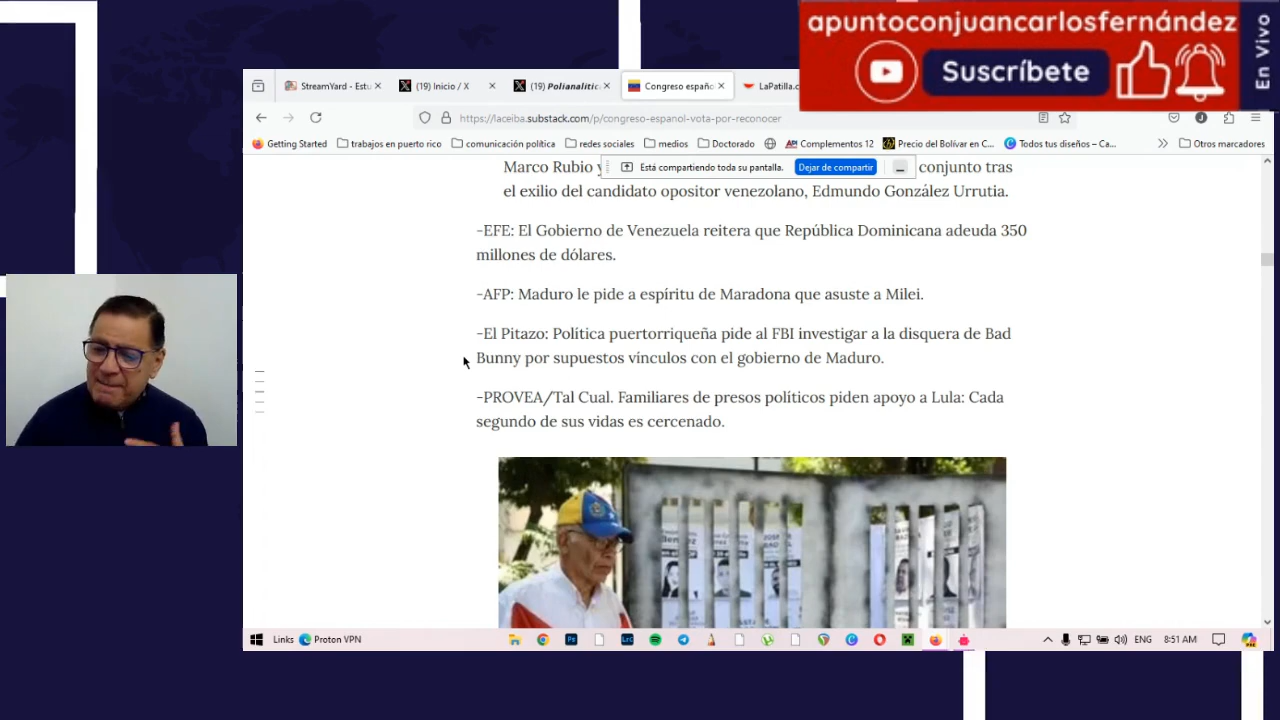 apuntoconjuancarlosfernández
Suscríbete
En Vivo
StreamYard - Estu
(19) Inicio / X
(19) Polianalitic
Congreso españo
LaPatilla.c
https://laceiba.substack.com/p/congreso-espanol-vota-por-reconocer
Getting Started
trabajos en puerto rico
comunicación política
redes sociales
medios
Doctorado
Complementos 12
Precio del Bolívar en C...
Todos tus diseños – Ca...
Otros marcadores
Está compartiendo toda su pantalla.
Dejar de compartir
Marco Rubio y conjunto tras
el exilio del candidato opositor venezolano, Edmundo González Urrutia.
-EFE: El Gobierno de Venezuela reitera que República Dominicana adeuda 350
millones de dólares.
-AFP: Maduro le pide a espíritu de Maradona que asuste a Milei.
-El Pitazo: Política puertorriqueña pide al FBI investigar a la disquera de Bad
Bunny por supuestos vínculos con el gobierno de Maduro.
-PROVEA/Tal Cual. Familiares de presos políticos piden apoyo a Lula: Cada
segundo de sus vidas es cercenado.
Links
Proton VPN
ENG
8:51 AM